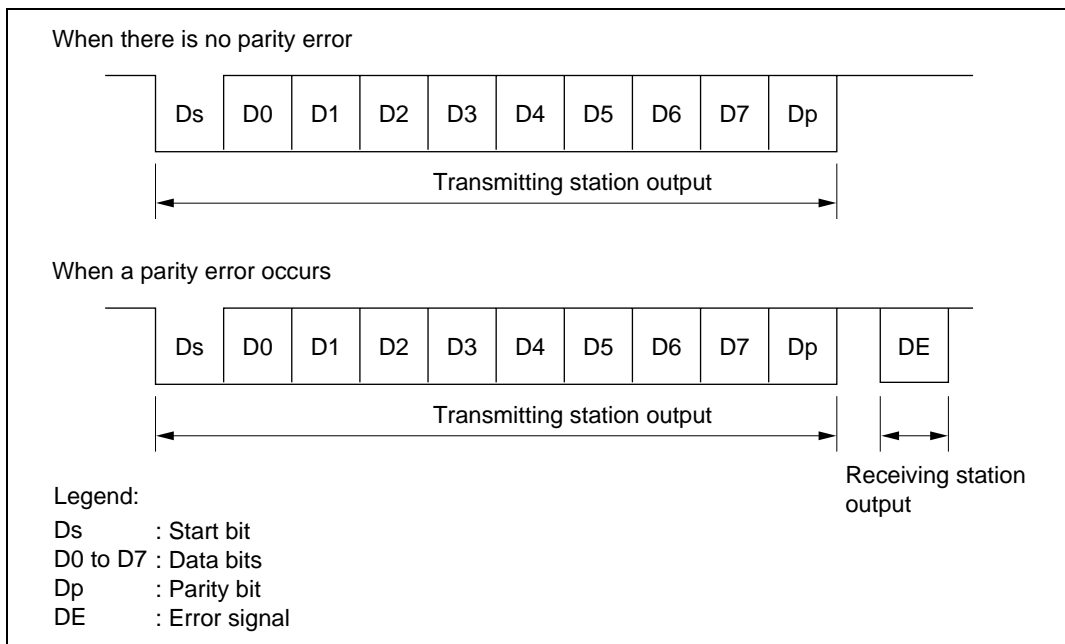 When there is no parity error
Ds D0 D1 D2 D3 D4 D5 D6 D7 Dp
Transmitting station output
When a parity error occurs
Ds D0 D1 D2 D3 D4 D5 D6 D7 Dp DE
Transmitting station output
Receiving station
output
Legend:
Ds : Start bit
D0 to D7 : Data bits
Dp : Parity bit
DE : Error signal